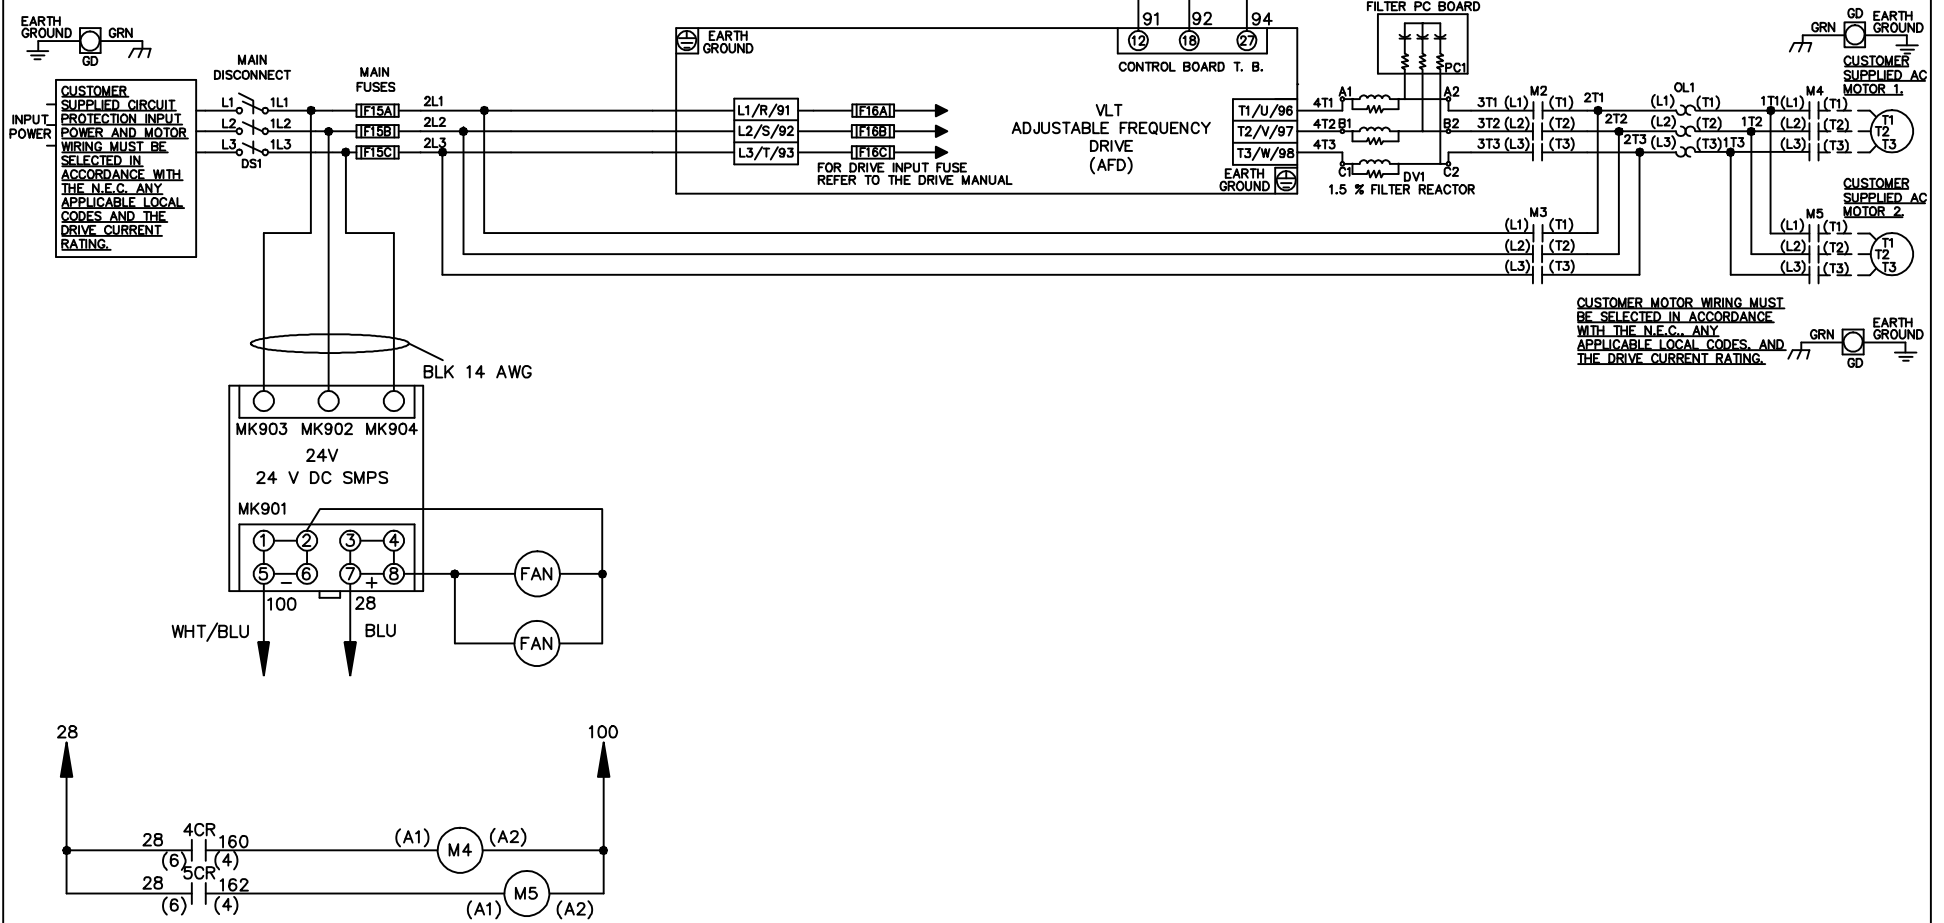 EARTH
GROUND
GRN
GD
91
92
94
12
18
27
CONTROL BOARD T. B.
EARTH
GROUND
FILTER PC BOARD
PC1
GD
GRN
EARTH
GROUND
INPUT
POWER
CUSTOMER
SUPPLIED CIRCUIT
PROTECTION INPUT
POWER AND MOTOR
WIRING MUST BE
SELECTED IN
ACCORDANCE WITH
THE N.E.C. ANY
APPLICABLE LOCAL
CODES AND THE
DRIVE CURRENT
RATING.
MAIN
DISCONNECT
L1 1L1
L2 1L2
L3 1L3
DS1
MAIN
FUSES
F15A
F15B
F15C
2L1
2L2
2L3
L1/R/91
L2/S/92
L3/T/93
F16A
F16B
F16C
FOR DRIVE INPUT FUSE
REFER TO THE DRIVE MANUAL
VLT
ADJUSTABLE FREQUENCY
DRIVE
(AFD)
T1/U/96
T2/V/97
T3/W/98
EARTH
GROUND
4T1 A1 A2
4T2 B1 B2
4T3
C1 C2
DV1
1.5 % FILTER REACTOR
M2
3T1 (L1) (T1) 2T1
3T2 (L2) (T2) 2T2
3T3 (L3) (T3) 2T3
OL1
(L1) (T1) 1T1
(L2) (T2) 1T2
(L3) (T3) 1T3
M4
(L1) (T1)
(L2) (T2)
(L3) (T3)
CUSTOMER
SUPPLIED AC
MOTOR 1.
T1
T2
T3
M3
(L1) (T1)
(L2) (T2)
(L3) (T3)
M5
(L1) (T1)
(L2) (T2)
(L3) (T3)
CUSTOMER
SUPPLIED AC
MOTOR 2.
T1
T2
T3
CUSTOMER MOTOR WIRING MUST
BE SELECTED IN ACCORDANCE
WITH THE N.E.C., ANY
APPLICABLE LOCAL CODES, AND
THE DRIVE CURRENT RATING.
GRN
GD
EARTH
GROUND
BLK 14 AWG
MK903 MK902 MK904
24V
24 V DC SMPS
MK901
1 2 3 4
5 - 6 7 + 8
100
28
WHT/BLU
BLU
FAN
FAN
28
100
4CR
28 160
(6) (4)
(A1) M4 (A2)
5CR
28 162
(6) (4)
(A1) M5 (A2)